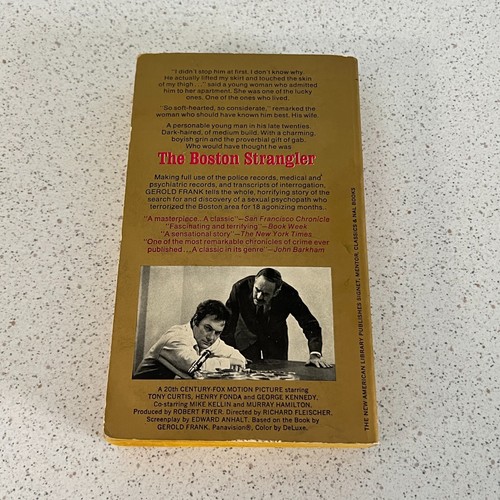 "I didn't stop him at first. I don't know why.
He actually lifted my skirt and touched the skin
of my thigh. . ." said a young woman who admitted
him to her apartment. She was one of the lucky
ones. One of the ones who lived.
"So soft-hearted, so considerate," remarked the
woman who should have known him best. His wife.
A personable young man in his late twenties.
Dark-haired, of medium build. With a charming,
boyish grin and the proverbial gift of gab.
Who would have thought he was
The Boston Strangler
Making full use of the police records, medical and
psychiatric records, and transcripts of interrogation,
GEROLD FRANK tells the whole, horrifying story of the
search for and discovery of a sexual psychopath who
terrorized the Boston area for 18 agonizing months..
"A masterpiece..A classic"—San Francisco Chronicle
"Fascinating and terrifying"—Book Week
"A sensational story"—The New York Times
"One of the most remarkable chronicles of crime ever
published ...A classic in its genre"—John Barkham
A 20th CENTURY-FOX MOTION PICTURE starring
TONY CURTIS, HENRY FONDA and GEORGE KENNEDY.
Co-starring MIKE KELLIN and MURRAY HAMILTON.
Produced by ROBERT FRYER. Directed by RICHARD FLEISCHER.
Screenplay by EDWARD ANHALT. Based on the Book by
GEROLD FRANK. Panavision®, Color by DeLuxe.
THE NEW AMERICAN LIBRARY PUBLISHES SIGNET, MENTOR, CLASSICS & NAL BOOKS